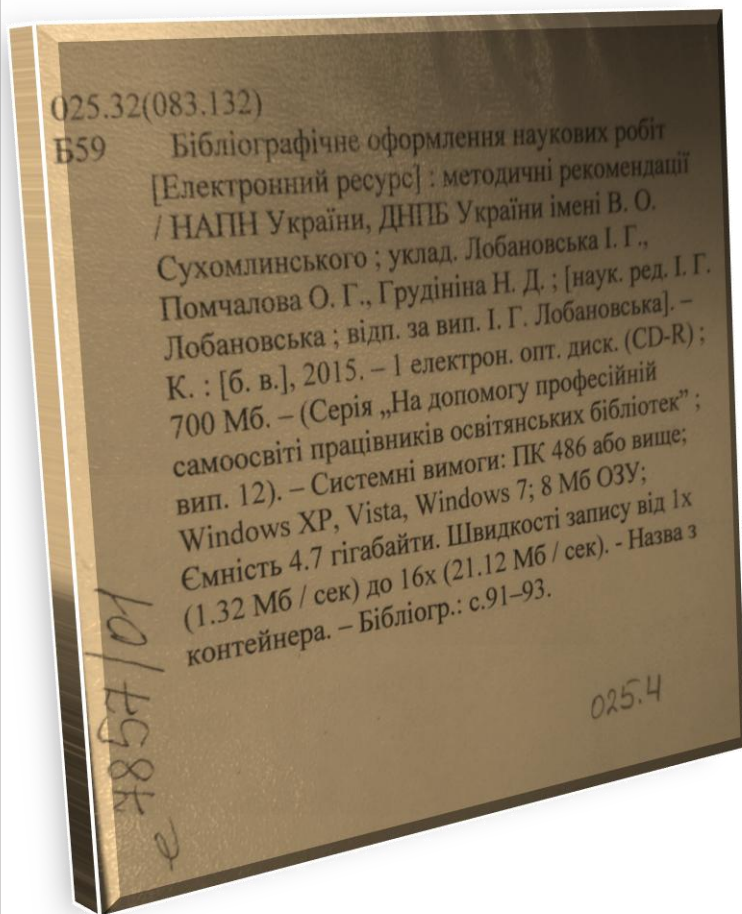 025.32(083.132)
Б59 Бібліографічне оформлення наукових робіт
[Електронний ресурс] : методичні рекомендації
/ НАПН України, ДНПБ України імені В. О.
Сухомлинського ; уклад. Лобановська І. Г.,
Помчалова О. Г., Грудініна Н. Д. ; [наук. ред. І. Г.
Лобановська ; відп. за вип. І. Г. Лобановська]. –
К. : [б. в.], 2015. – 1 електрон. опт. диск. (CD-R) ;
700 Мб. – (Серія „На допомогу професійній
самоосвіті працівників освітянських бібліотек” ;
вип. 12). – Системні вимоги: ПК 486 або вище;
Windows XP, Vista, Windows 7; 8 Мб ОЗУ;
Ємність 4.7 гігабайти. Швидкості запису від 1х
(1.32 Мб / сек) до 16х (21.12 Мб / сек). - Назва з
контейнера. – Бібліогр.: с.91–93.
025.4
е 7857/01